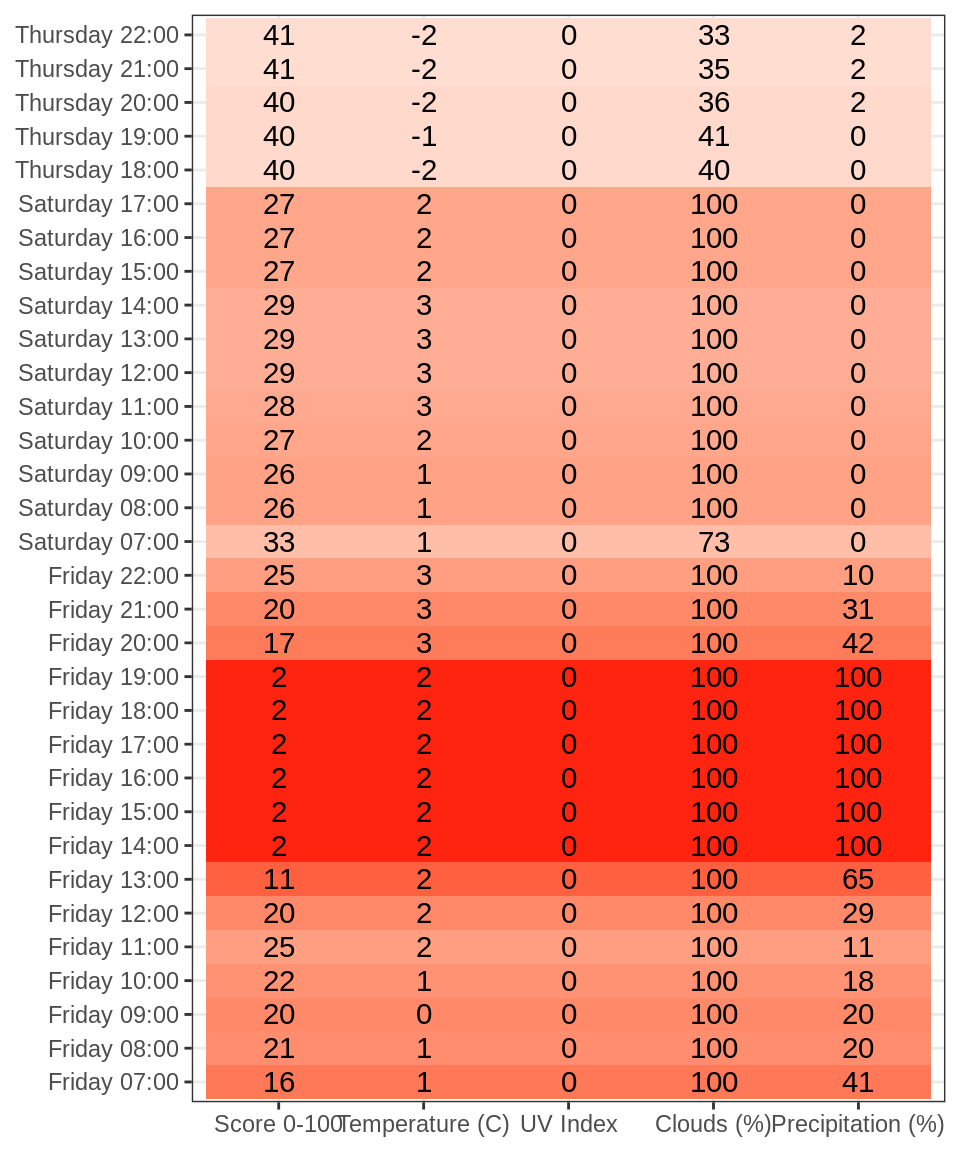 Thursday 22:00 41 -2 0 33 2
Thursday 21:00 41 -2 0 35 2
Thursday 20:00 40 -2 0 36 2
Thursday 19:00 40 -1 0 41 0
Thursday 18:00 40 -2 0 40 0
Saturday 17:00 27 2 0 100 0
Saturday 16:00 27 2 0 100 0
Saturday 15:00 27 2 0 100 0
Saturday 14:00 29 3 0 100 0
Saturday 13:00 29 3 0 100 0
Saturday 12:00 29 3 0 100 0
Saturday 11:00 28 3 0 100 0
Saturday 10:00 27 2 0 100 0
Saturday 09:00 26 1 0 100 0
Saturday 08:00 26 1 0 100 0
Saturday 07:00 33 1 0 73 0
Friday 22:00 25 3 0 100 10
Friday 21:00 20 3 0 100 31
Friday 20:00 17 3 0 100 42
Friday 19:00 2 2 0 100 100
Friday 18:00 2 2 0 100 100
Friday 17:00 2 2 0 100 100
Friday 16:00 2 2 0 100 100
Friday 15:00 2 2 0 100 100
Friday 14:00 2 2 0 100 100
Friday 13:00 11 2 0 100 65
Friday 12:00 20 2 0 100 29
Friday 11:00 25 2 0 100 11
Friday 10:00 22 1 0 100 18
Friday 09:00 20 0 0 100 20
Friday 08:00 21 1 0 100 20
Friday 07:00 16 1 0 100 41
Score 0-100 Temperature (C) UV Index Clouds (%) Precipitation (%)